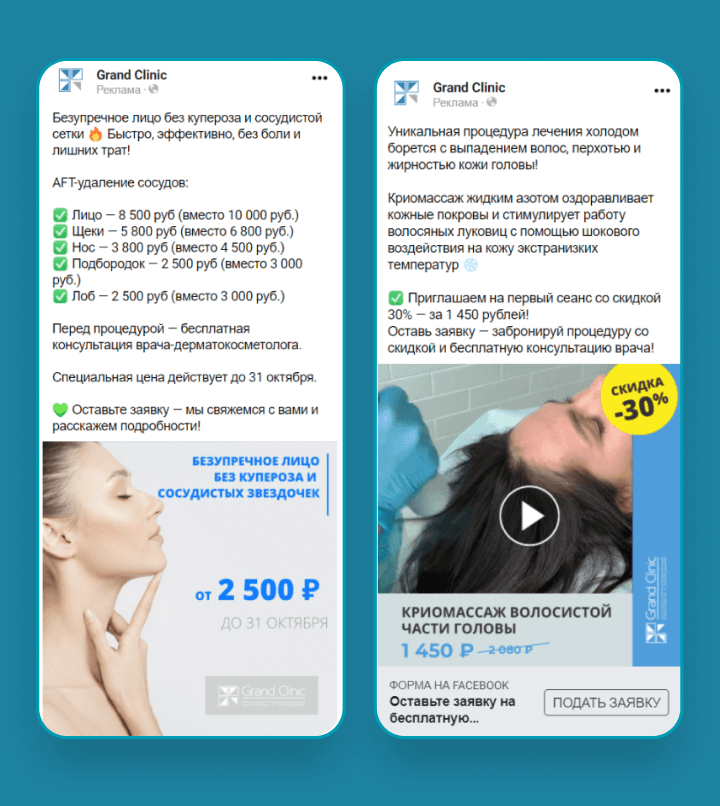 Grand Clinic
Реклама ·
Безупречное лицо без купероза и сосудистой
сетки 🔥 Быстро, эффективно, без боли и
лишних трат!
AFT-удаление сосудов:
✅ Лицо — 8 500 руб (вместо 10 000 руб.)
✅ Щеки — 5 800 руб (вместо 6 800 руб.)
✅ Нос — 3 800 руб (вместо 4 500 руб.)
✅ Подбородок — 2 500 руб (вместо 3 000
руб.)
✅ Лоб — 2 500 руб (вместо 3 000 руб.)
Перед процедурой — бесплатная
консультация врача-дерматокосметолога.
Специальная цена действует до 31 октября.
💚 Оставьте заявку — мы свяжемся с вами и
расскажем подробности!
БЕЗУПРЕЧНОЕ ЛИЦО
БЕЗ КУПЕРОЗА И
СОСУДИСТЫХ ЗВЕЗДОЧЕК
от 2 500 ₽
ДО 31 ОКТЯБРЯ
Grand Clinic
Grand Clinic
Реклама ·
Уникальная процедура лечения холодом
борется с выпадением волос, перхотью и
жирностью кожи головы!
Криомассаж жидким азотом оздоравливает
кожные покровы и стимулирует работу
волосяных луковиц с помощью шокового
воздействия на кожу экстранизких
температур ❄️
✅ Приглашаем на первый сеанс со скидкой
30% — за 1 450 рублей!
Оставь заявку — забронируй процедуру со
скидкой и бесплатную консультацию врача!
СКИДКА
-30%
Grand Clinic
КРИОМАССАЖ ВОЛОСИСТОЙ
ЧАСТИ ГОЛОВЫ
1 450 ₽ 2 080 ₽
ФОРМА НА FACEBOOK
Оставьте заявку на
бесплатную...
ПОДАТЬ ЗАЯВКУ